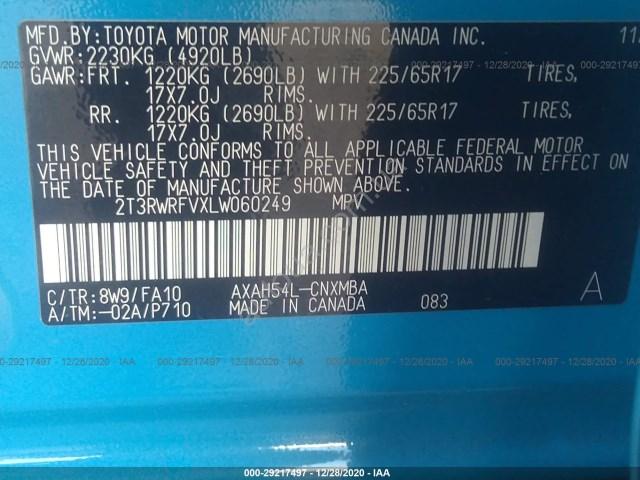 MFD.BY:TOYOTA MOTOR MANUFACTURING CANADA INC. 11
GVWR:2230KG (4920LB)
GAWR:FRT. 1220KG (2690LB) WITH 225/65R17 TIRES,
17X7.0J RIMS.
RR. 1220KG (2690LB) WITH 225/65R17 TIRES,
17X7.0J RIMS.
THIS VEHICLE CONFORMS TO ALL APPLICABLE FEDERAL MOTOR
VEHICLE SAFETY AND THEFT PREVENTION STANDARDS IN EFFECT ON
THE DATE OF MANUFACTURE SHOWN ABOVE.
2T3RWRFVXLW060249 MPV
C/TR:8W9/FA10 AXAH54L-CNXMBA A
A/TM:-02A/P710 MADE IN CANADA 083
000-29217497 - 12/28/2020 - IAA